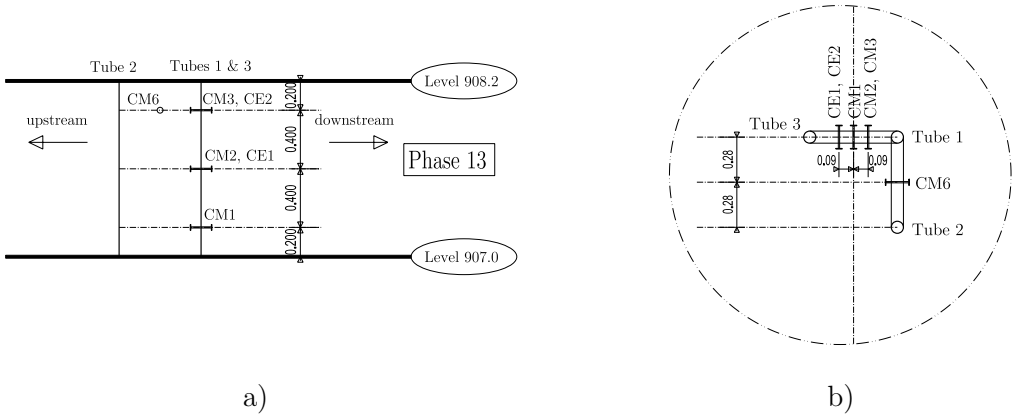 Tube 2
Tubes 1 & 3
Level 908.2
CM6
CM3, CE2
0.200
upstream
downstream
0.400
CM2, CE1
Phase 13
0.400
CM1
0.200
Level 907.0
a)
CE1, CE2
CM1
CM2, CM3
Tube 3
Tube 1
0.28
0.09
0.09
CM6
0.28
Tube 2
b)